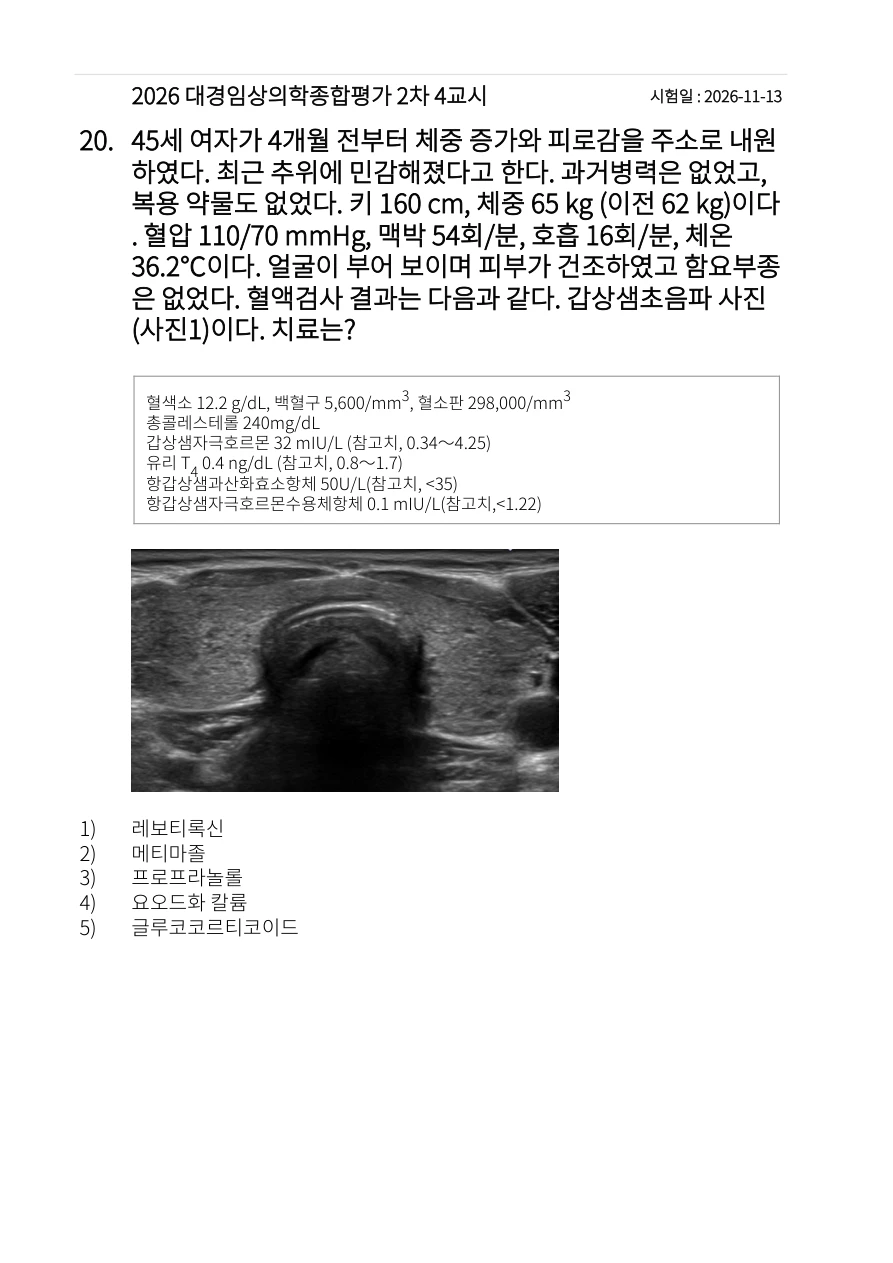 2026 대경임상의학종합평가 2차 4교시
시험일 : 2026-11-13
20. 45세 여자가 4개월 전부터 체중 증가와 피로감을 주소로 내원
하였다. 최근 추위에 민감해졌다고 한다. 과거병력은 없었고,
복용 약물도 없었다. 키 160 cm, 체중 65 kg (이전 62 kg)이다
. 혈압 110/70 mmHg, 맥박 54회/분, 호흡 16회/분, 체온
36.2℃이다. 얼굴이 부어 보이며 피부가 건조하였고 함요부종
은 없었다. 혈액검사 결과는 다음과 같다. 갑상샘초음파 사진
(사진1)이다. 치료는?
혈색소 12.2 g/dL, 백혈구 5,600/mm³, 혈소판 298,000/mm³
총콜레스테롤 240mg/dL
갑상샘자극호르몬 32 mIU/L (참고치, 0.34～4.25)
유리 T₄ 0.4 ng/dL (참고치, 0.8～1.7)
항갑상샘과산화효소항체 50U/L(참고치, <35)
항갑상샘자극호르몬수용체항체 0.1 mIU/L(참고치,<1.22)
1) 레보티록신
2) 메티마졸
3) 프로프라놀롤
4) 요오드화 칼륨
5) 글루코코르티코이드